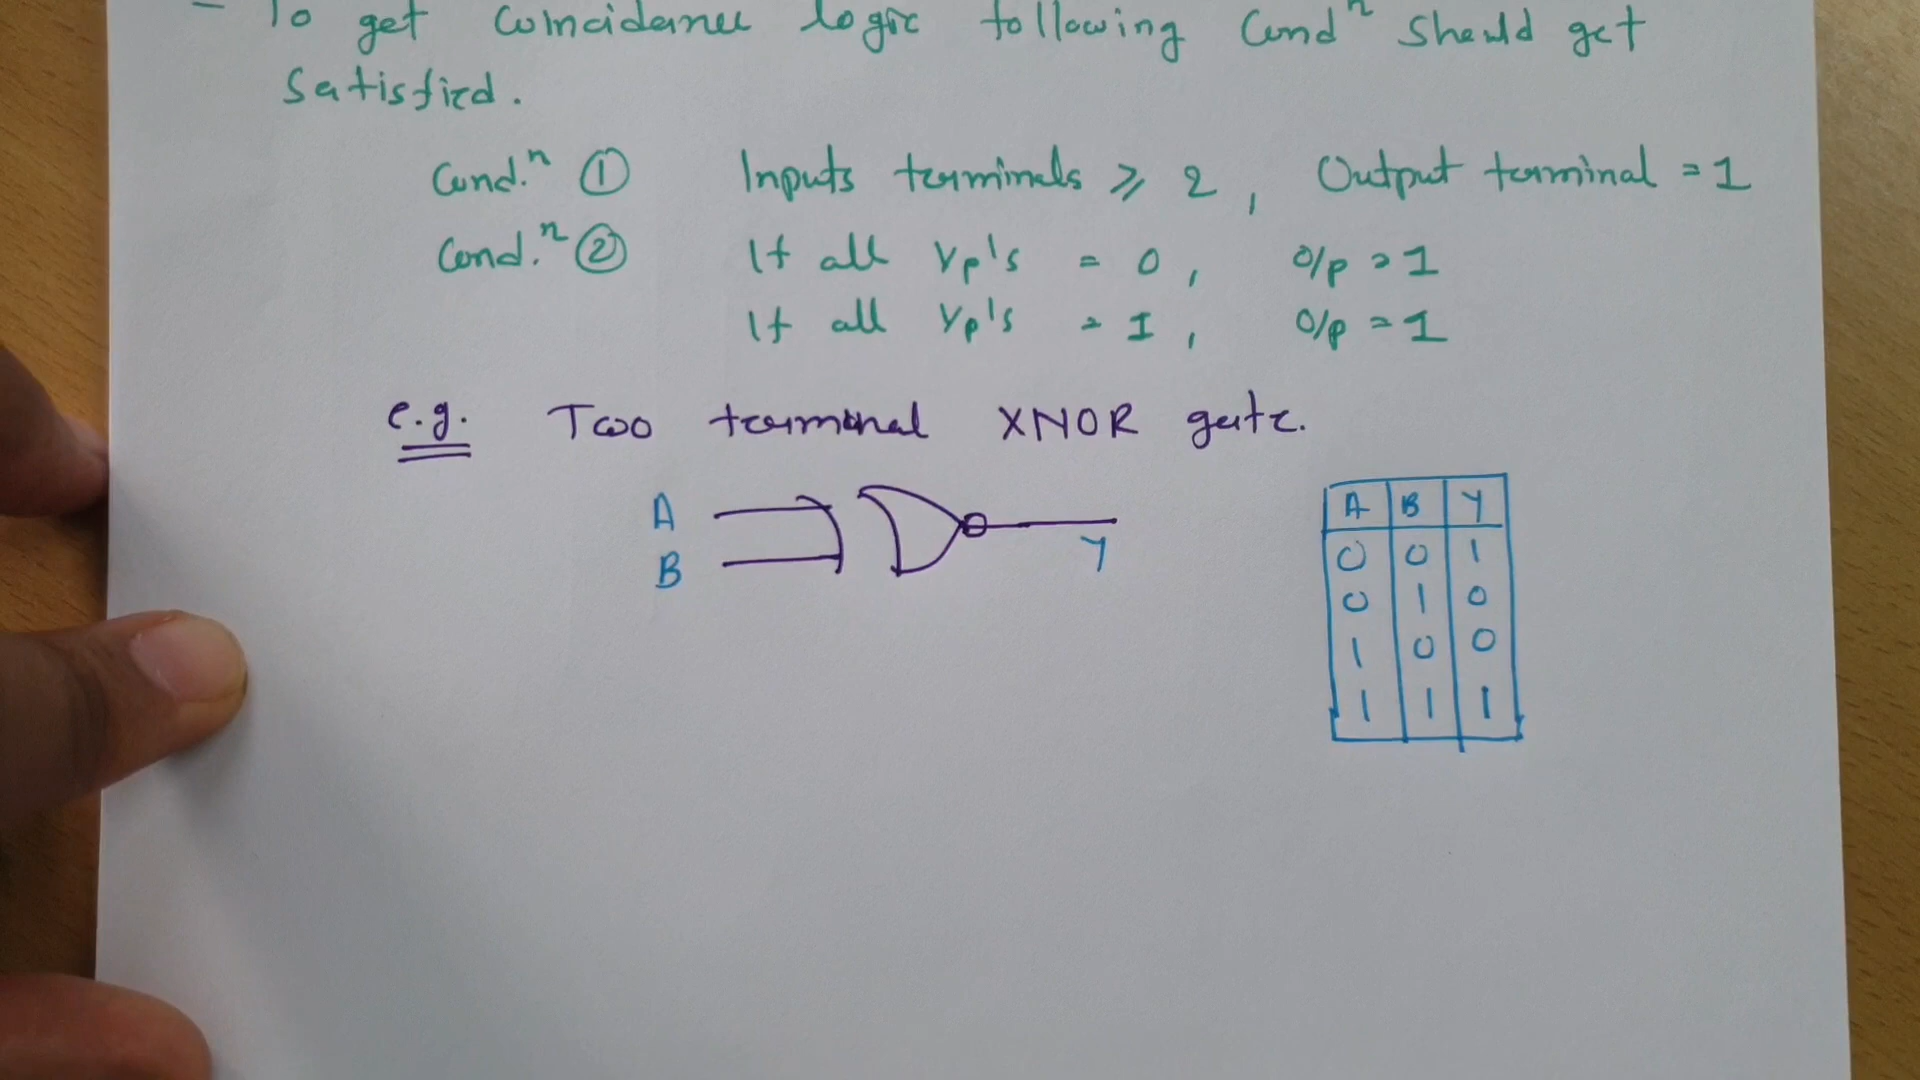 - To get coincidence logic following Condⁿ should get
satisfied.
Cond.ⁿ ① Inputs terminals ≥ 2, Output terminal = 1
Cond.ⁿ ② If all I/p's = 0, O/p = 1
If all I/p's = 1, O/p = 1
e.g. Two terminal XNOR gate.
A
B
Y
A B Y
0 0 1
0 1 0
1 0 0
1 1 1